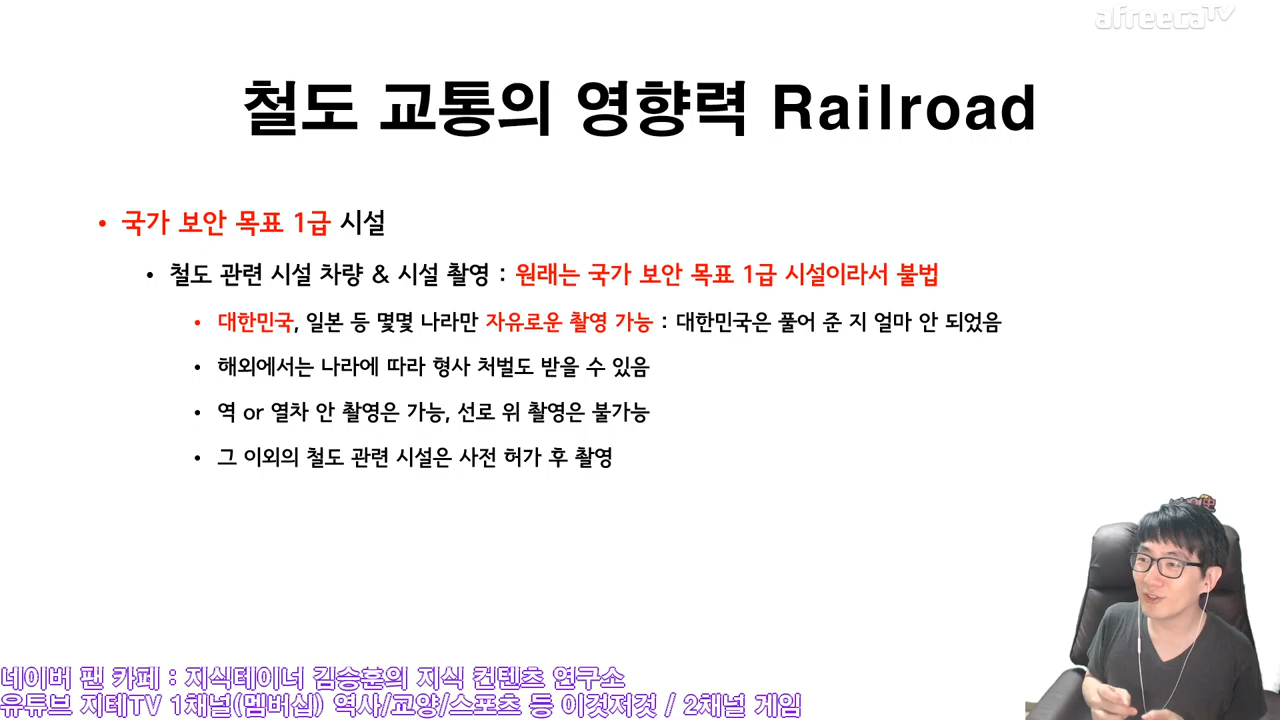 afreecaTV
철도 교통의 영향력 Railroad
• 국가 보안 목표 1급 시설
• 철도 관련 시설 차량 & 시설 촬영 : 원래는 국가 보안 목표 1급 시설이라서 불법
• 대한민국, 일본 등 몇몇 나라만 자유로운 촬영 가능 : 대한민국은 풀어 준 지 얼마 안 되었음
• 해외에서는 나라에 따라 형사 처벌도 받을 수 있음
• 역 or 열차 안 촬영은 가능, 선로 위 촬영은 불가능
• 그 이외의 철도 관련 시설은 사전 허가 후 촬영
네이버 팬 카페 : 지식테이너 김승훈의 지식 컨텐츠 연구소
유튜브 지테TV 1채널(멤버십) 역사/교양/스포츠 등 이것저것 / 2채널 게임